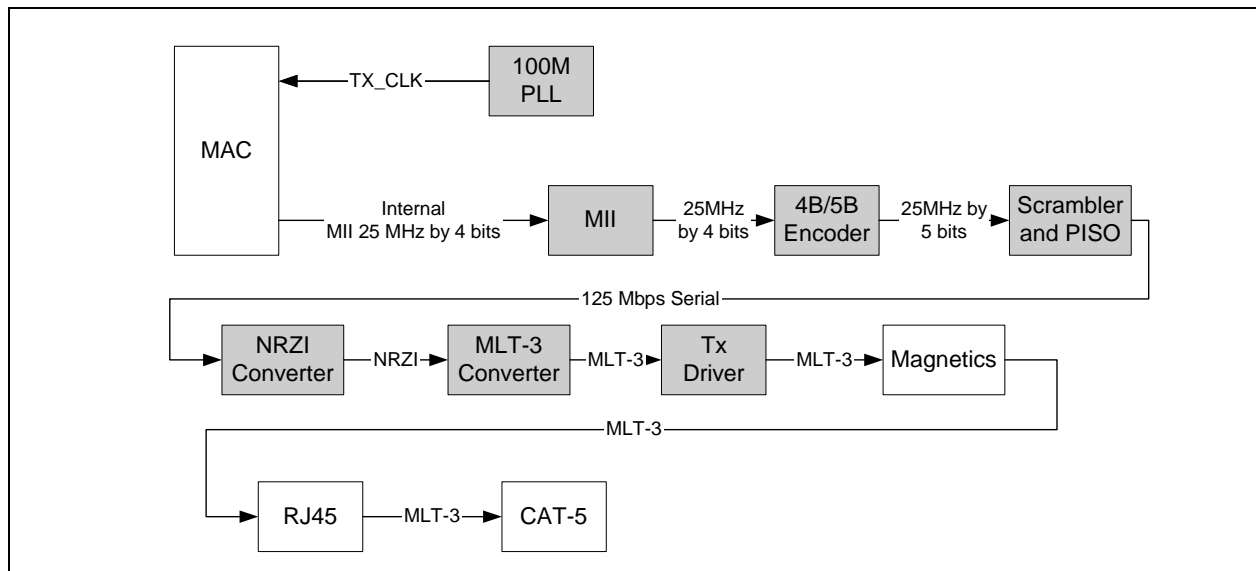 100M
PLL
TX_CLK
MAC
Internal
MII 25 MHz by 4 bits
MII
25MHz
by 4 bits
4B/5B
Encoder
25MHz by
5 bits
Scrambler
and PISO
125 Mbps Serial
NRZI
Converter
NRZI
MLT-3
Converter
MLT-3
Tx
Driver
MLT-3
Magnetics
MLT-3
RJ45
MLT-3
CAT-5